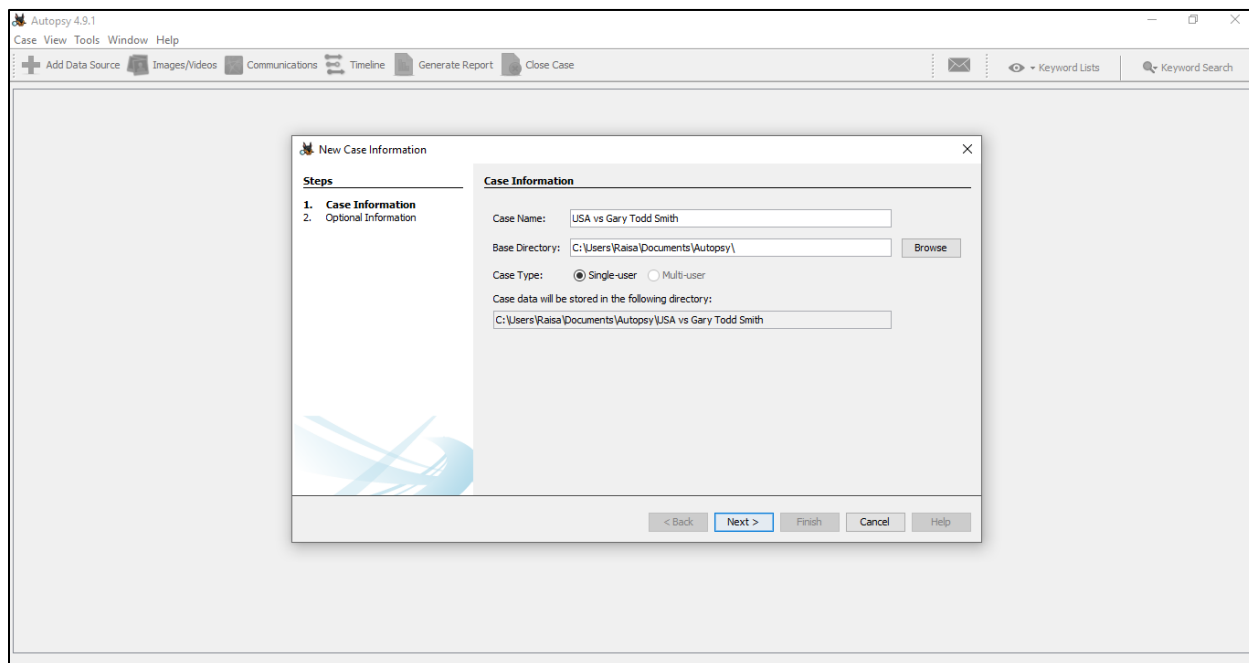 Autopsy 4.9.1
Case View Tools Window Help
Add Data Source Images/Videos Communications Timeline Generate Report Close Case Keyword Lists Keyword Search
New Case Information
Steps
1. Case Information
2. Optional Information
Case Information
Case Name: USA vs Gary Todd Smith
Base Directory: C:\Users\Raisa\Documents\Autopsy\ Browse
Case Type: Single-user Multi-user
Case data will be stored in the following directory:
C:\Users\Raisa\Documents\Autopsy\USA vs Gary Todd Smith
< Back Next > Finish Cancel Help